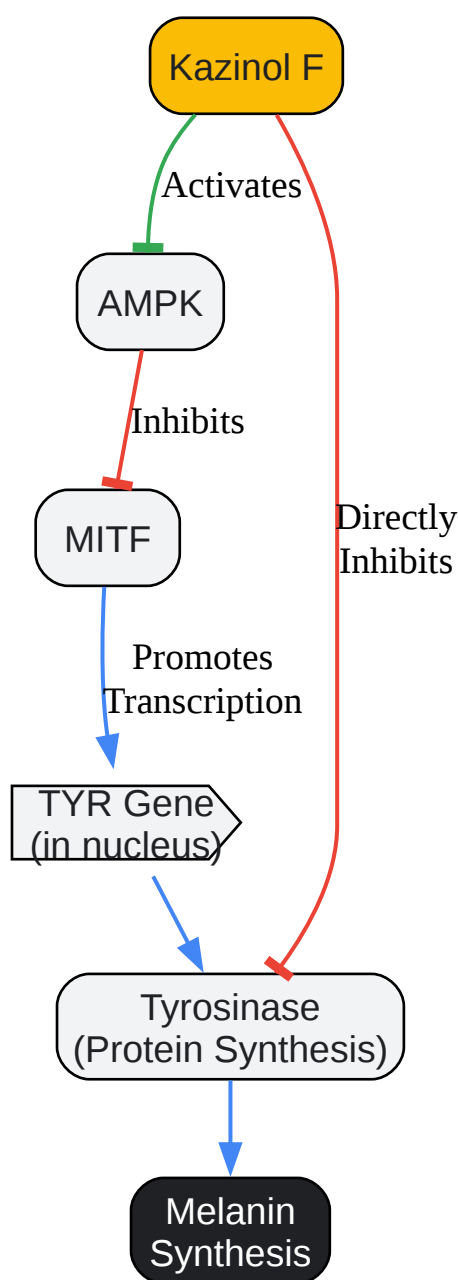 Kazinol F
Activates
AMPK
Inhibits
MITF
Directly
Inhibits
Promotes
Transcription
TYR Gene
(in nucleus)
Tyrosinase
(Protein Synthesis)
Melanin
Synthesis